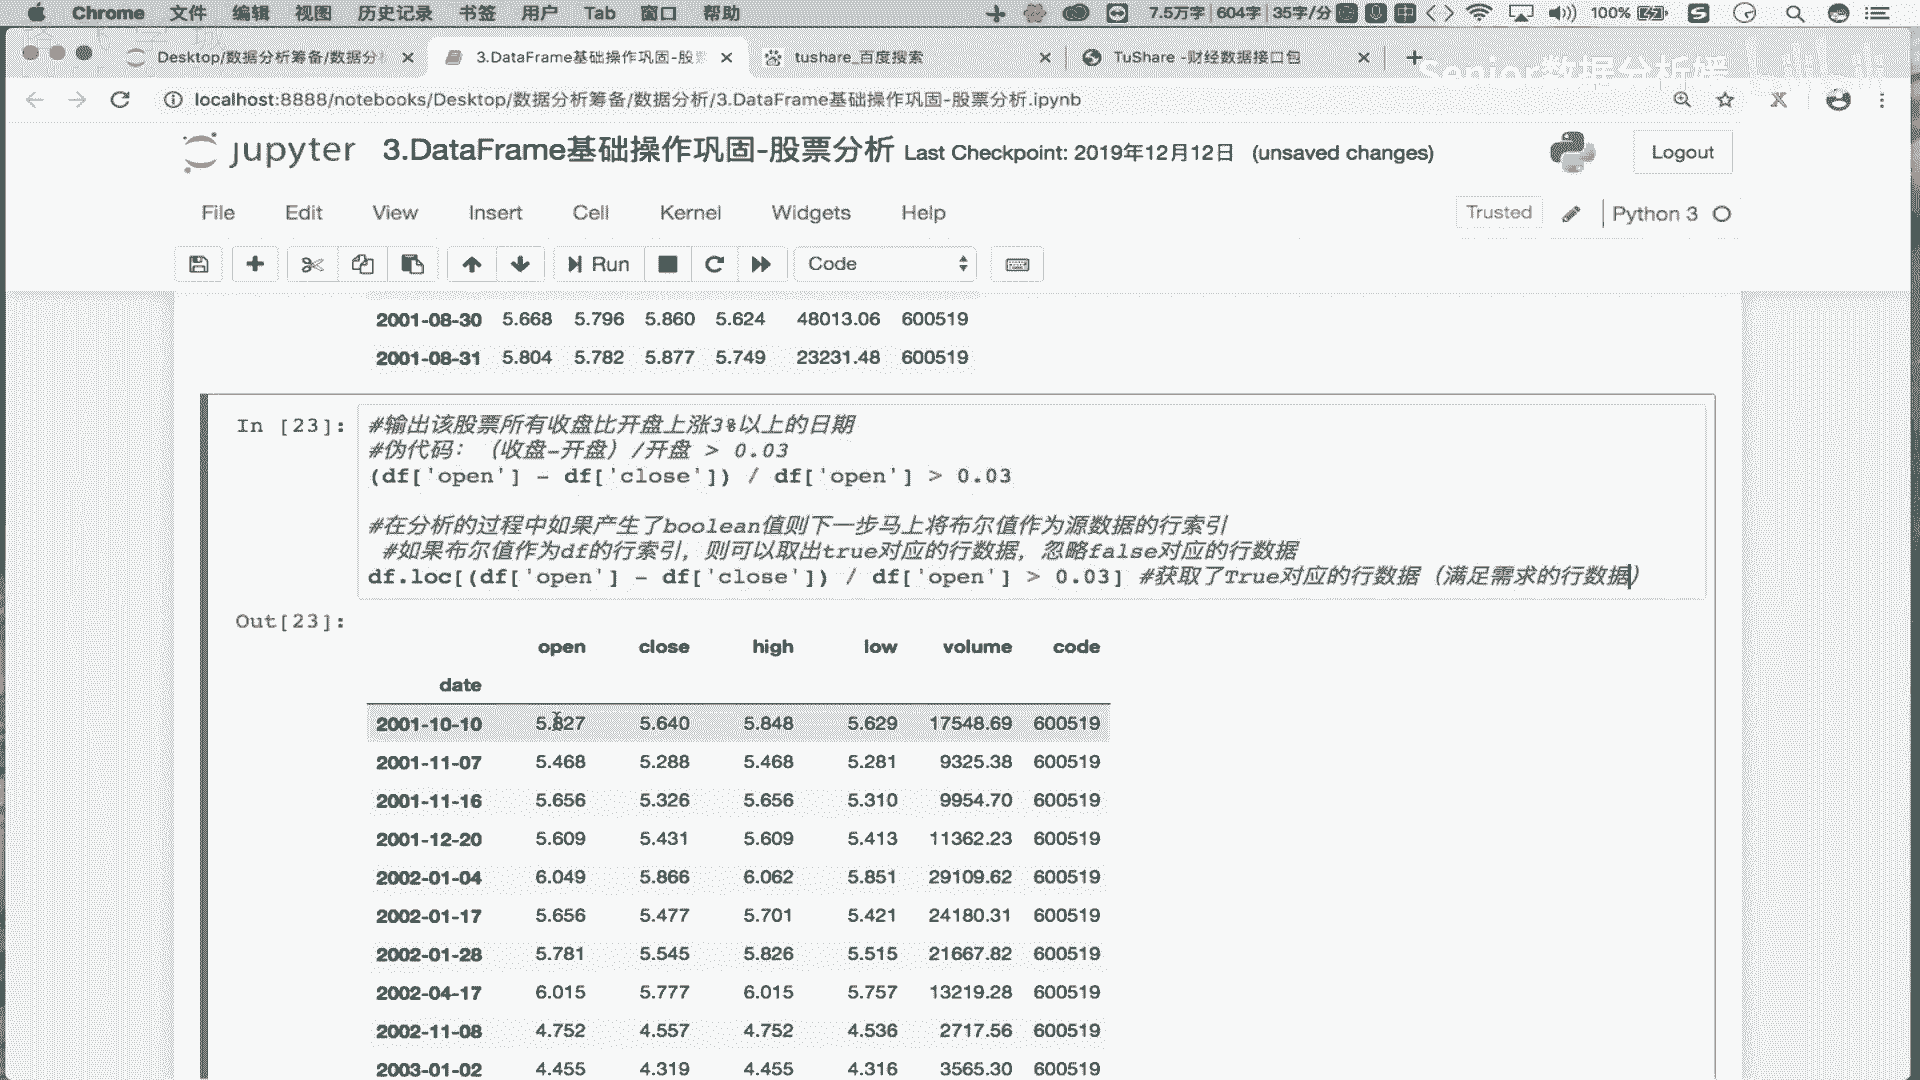 Chrome 文件 编辑 视图 历史记录 书签 用户 Tab 窗口 帮助 7.5万字 604字 35字/分 中 100% S
Desktop/数据分析筹备/数据分析 3.DataFrame基础操作巩固-股票 tushare_百度搜索 TuShare -财经数据接口包
Senior数据分析媛
localhost:8888/notebooks/Desktop/数据分析筹备/数据分析/3.DataFrame基础操作巩固-股票分析.ipynb
jupyter 3.DataFrame基础操作巩固-股票分析 Last Checkpoint: 2019年12月12日 (unsaved changes) Logout
File Edit View Insert Cell Kernel Widgets Help Trusted Python 3
Run Code
2001-08-30 5.668 5.796 5.860 5.624 48013.06 600519
2001-08-31 5.804 5.782 5.877 5.749 23231.48 600519
In [23]: #输出该股票所有收盘比开盘上涨3%以上的日期
#伪代码：（收盘-开盘）/开盘 > 0.03
(df['open'] - df['close']) / df['open'] > 0.03
#在分析的过程中如果产生了boolean值则下一步马上将布尔值作为源数据的行索引
#如果布尔值作为df的行索引，则可以取出true对应的行数据，忽略false对应的行数据
df.loc[(df['open'] - df['close']) / df['open'] > 0.03] #获取了True对应的行数据（满足需求的行数据）
Out[23]:
open close high low volume code
date
2001-10-10 5.827 5.640 5.848 5.629 17548.69 600519
2001-11-07 5.468 5.288 5.468 5.281 9325.38 600519
2001-11-16 5.656 5.326 5.656 5.310 9954.70 600519
2001-12-20 5.609 5.431 5.609 5.413 11362.23 600519
2002-01-04 6.049 5.866 6.062 5.851 29109.62 600519
2002-01-17 5.656 5.477 5.701 5.421 24180.31 600519
2002-01-28 5.781 5.545 5.826 5.515 21667.82 600519
2002-04-17 6.015 5.777 6.015 5.757 13219.28 600519
2002-11-08 4.752 4.557 4.752 4.536 2717.56 600519
2003-01-02 4.455 4.319 4.455 4.316 3565.30 600519